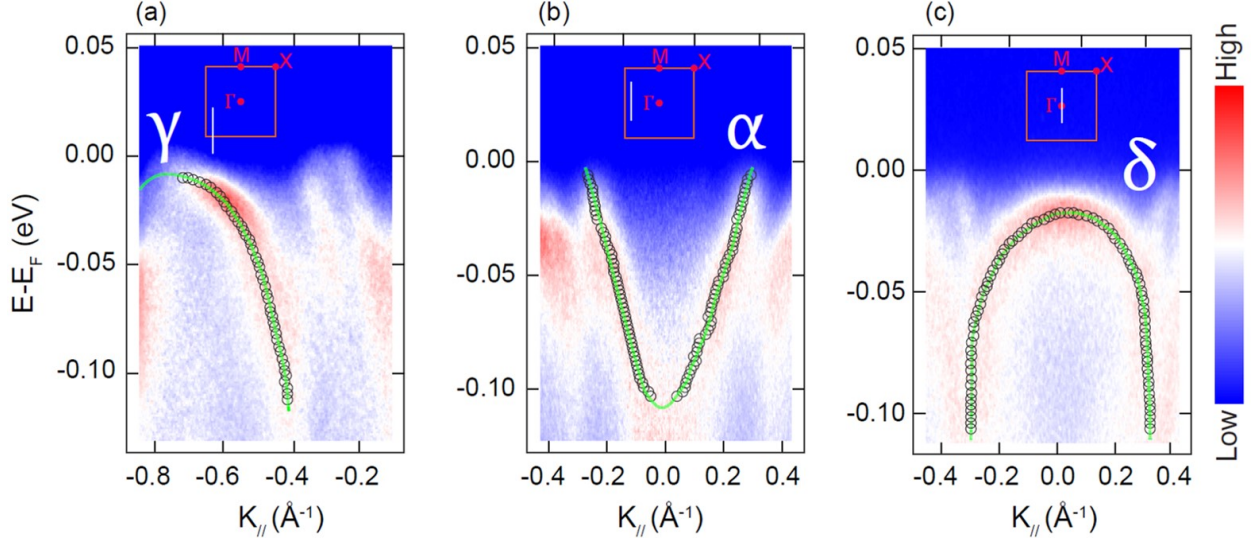 (a)
(b)
(c)
E-E_F (eV)
0.05
0.00
-0.05
-0.10
M
X
Γ
γ
-0.8
-0.6
-0.4
-0.2
K_// (Å⁻¹)
0.05
0.00
-0.05
-0.10
M
X
Γ
α
-0.4
-0.2
0.0
0.2
0.4
K_// (Å⁻¹)
0.05
0.00
-0.05
-0.10
M
X
Γ
δ
-0.4
-0.2
0.0
0.2
0.4
K_// (Å⁻¹)
High
Low